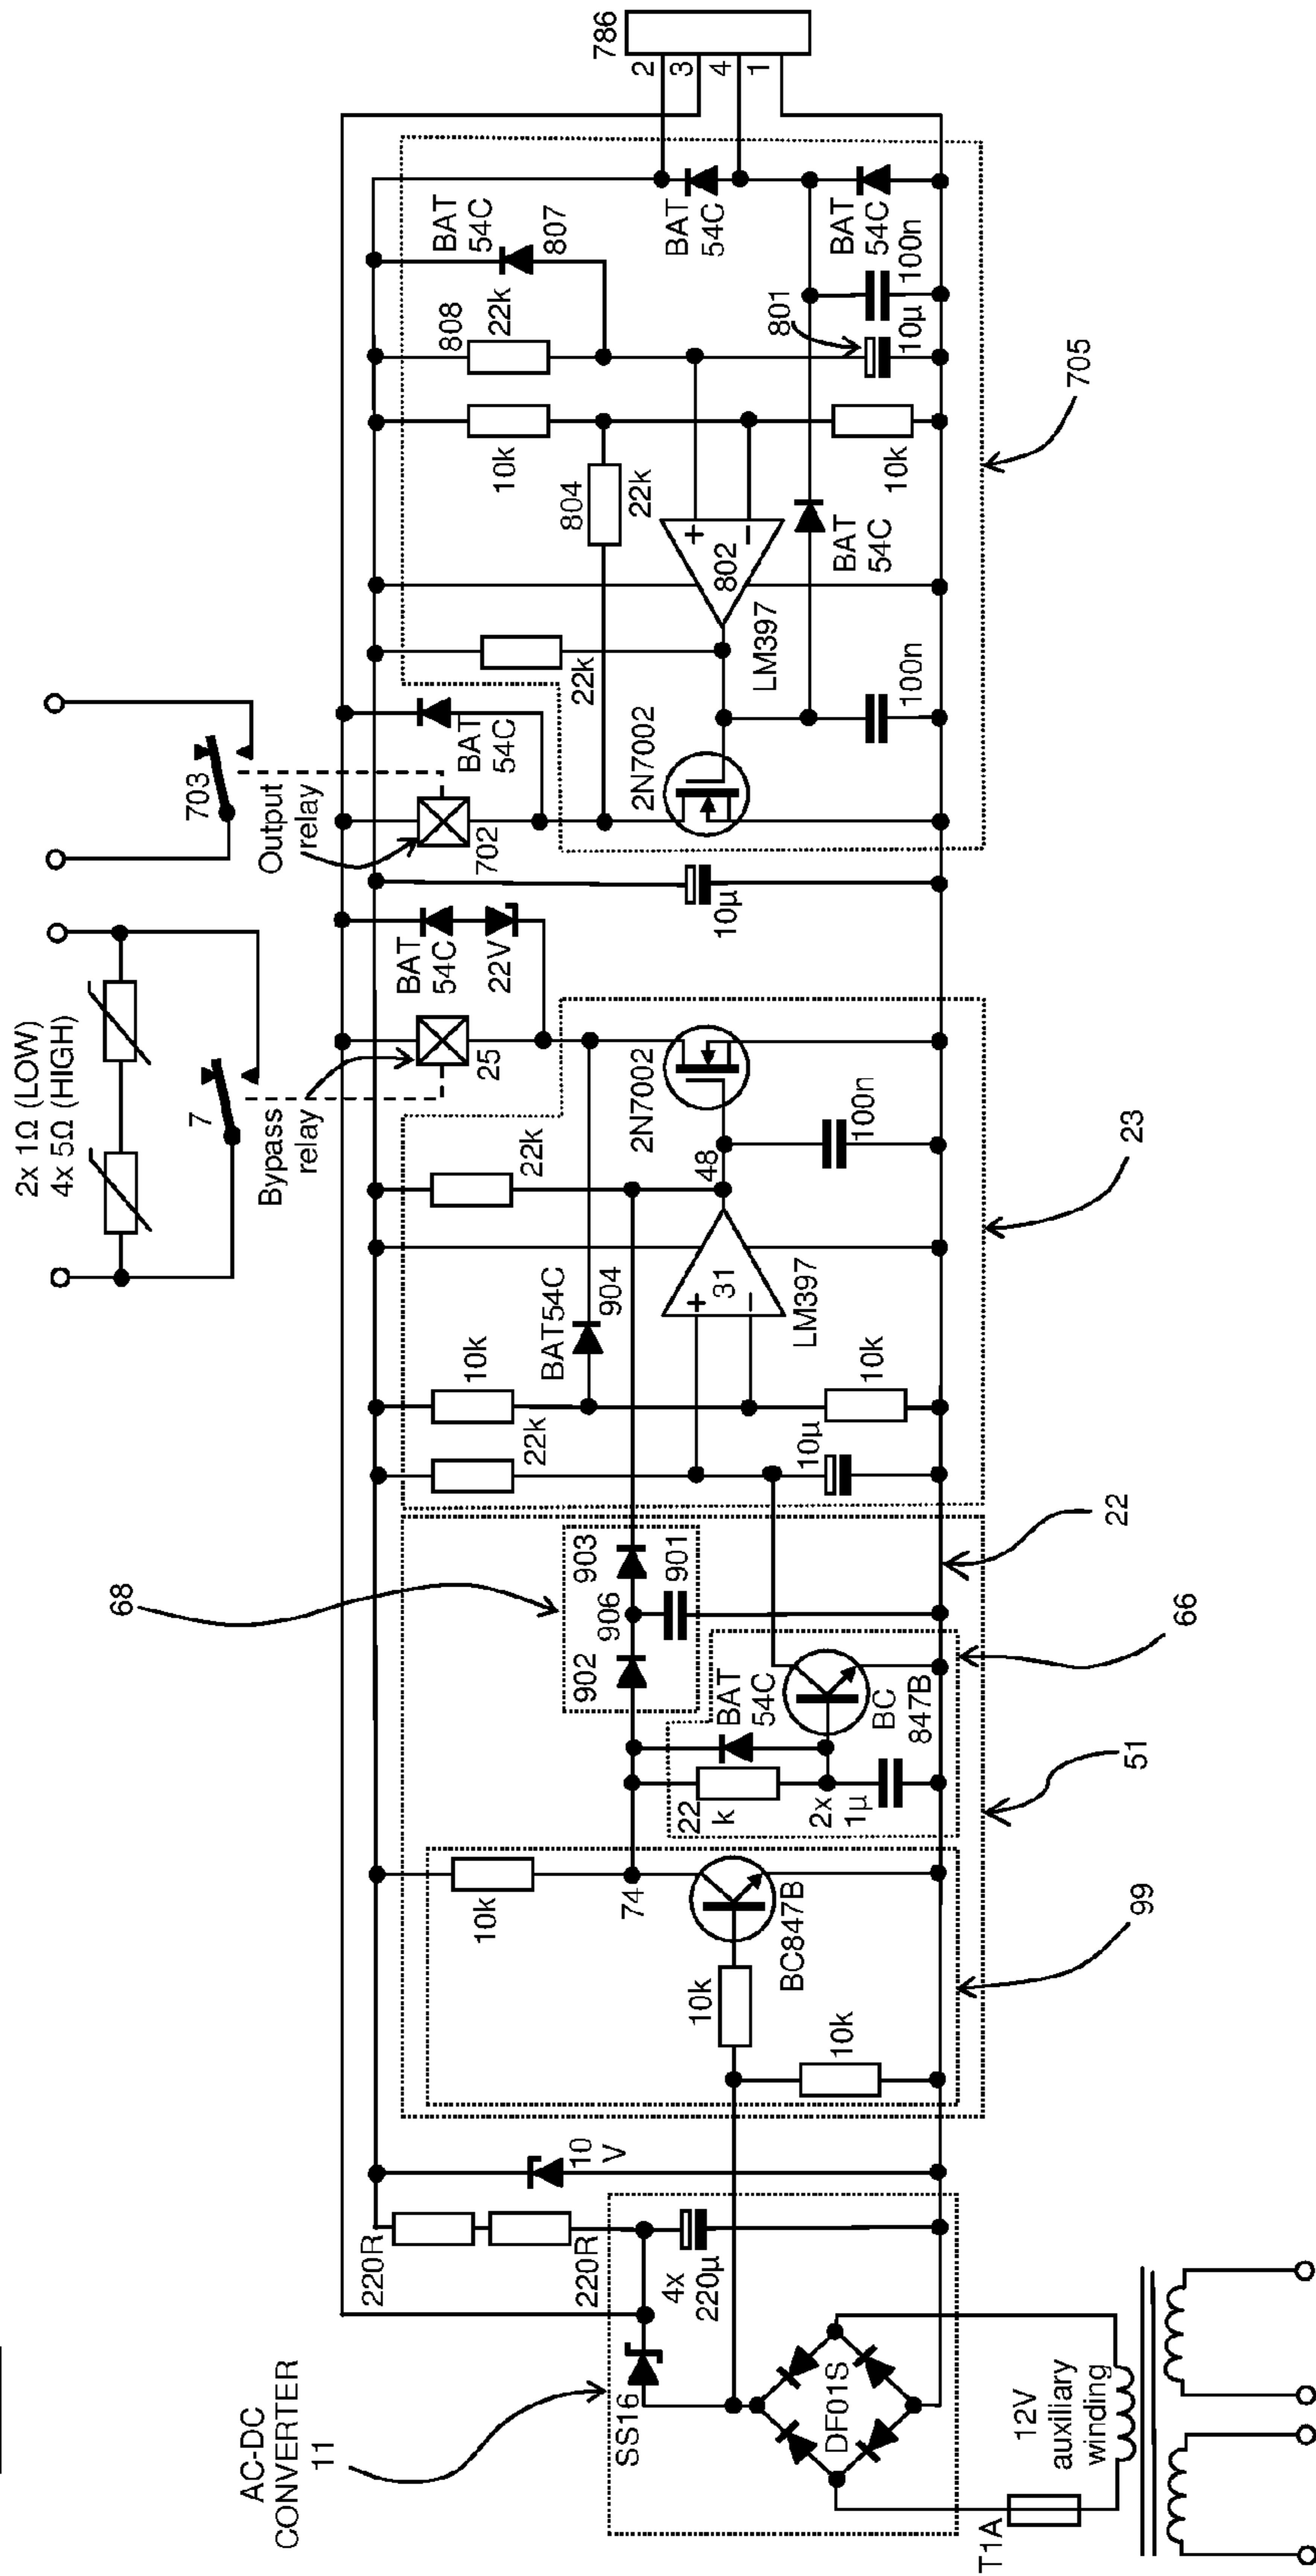 AC-DC
CONVERTER
11
SS16
220R
220R
4x
220µ
DF01S
T1A
12V
auxiliary
winding
10
V
10k
10k
10k
74
BC847B
99
51
66
22
k
2x
1µ
BAT
54C
BC
847B
68
902
906
903
901
22
22k
10k
10µ
10k
BAT54C
904
31
+
−
LM397
22k
48
100n
2N7002
23
2x 1Ω (LOW)
4x 5Ω (HIGH)
7
Bypass
relay
25
BAT
54C
22V
10µ
703
Output
relay
702
BAT
54C
2N7002
22k
100n
LM397
802
+
−
804
22k
10k
10k
808
22k
BAT
54C
807
BAT
54C
801
10µ
100n
BAT
54C
BAT
54C
705
786
2
3
4
1